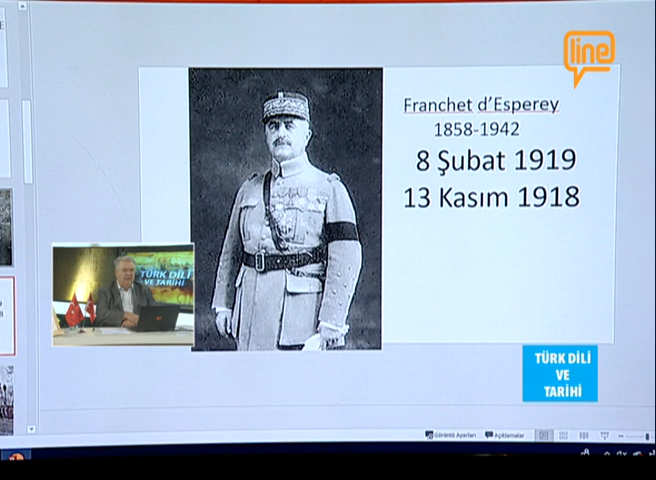 line
Franchet d'Esperey
1858-1942
8 Şubat 1919
13 Kasım 1918
TÜRK DİLİ
VE TARİHİ
TÜRK DİLİ
VE
TARİHİ
Görüntü Ayarları Açıklamalar